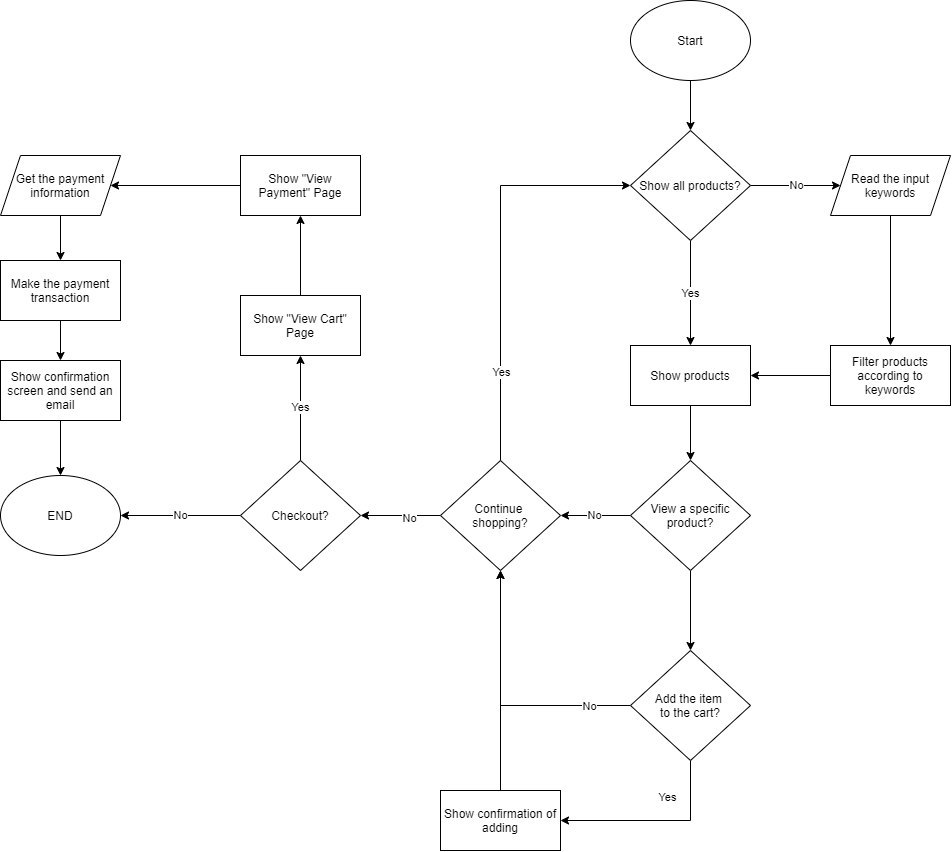 Start
Show all products?
No
Read the input
keywords
Yes
Show products
Filter products
according to
keywords
View a specific
product?
No
Continue
shopping?
Yes
No
Checkout?
Yes
Show "View Cart"
Page
Show "View
Payment" Page
Get the payment
information
Make the payment
transaction
Show confirmation
screen and send an
email
END
No
Add the item
to the cart?
No
Yes
Show confirmation of
adding